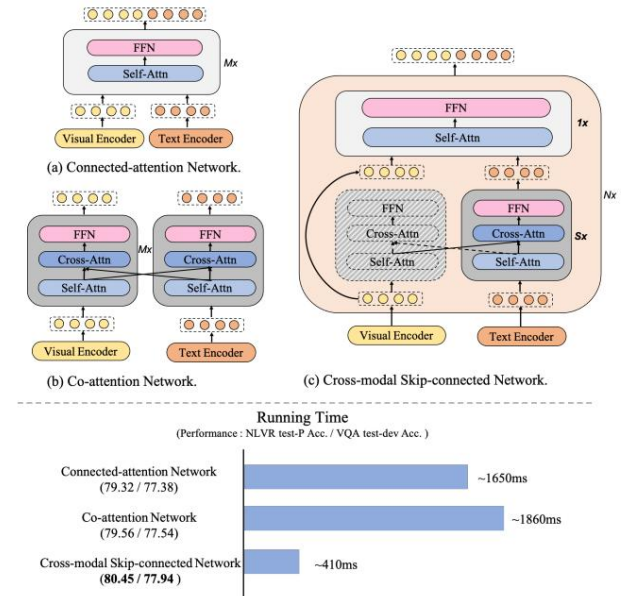 FFN
Self-Attn
Mx
Visual Encoder
Text Encoder
(a) Connected-attention Network.
FFN
Mx
FFN
Cross-Attn
Cross-Attn
Self-Attn
Self-Attn
Visual Encoder
Text Encoder
(b) Co-attention Network.
FFN
1x
Self-Attn
Nx
FFN
FFN
Cross-Attn
Cross-Attn
Sx
Self-Attn
Self-Attn
Visual Encoder
Text Encoder
(c) Cross-modal Skip-connected Network.
Running Time
(Performance : NLVR test-P Acc. / VQA test-dev Acc. )
Connected-attention Network
(79.32 / 77.38)
~1650ms
Co-attention Network
(79.56 / 77.54)
~1860ms
Cross-modal Skip-connected Network
(80.45 / 77.94)
~410ms